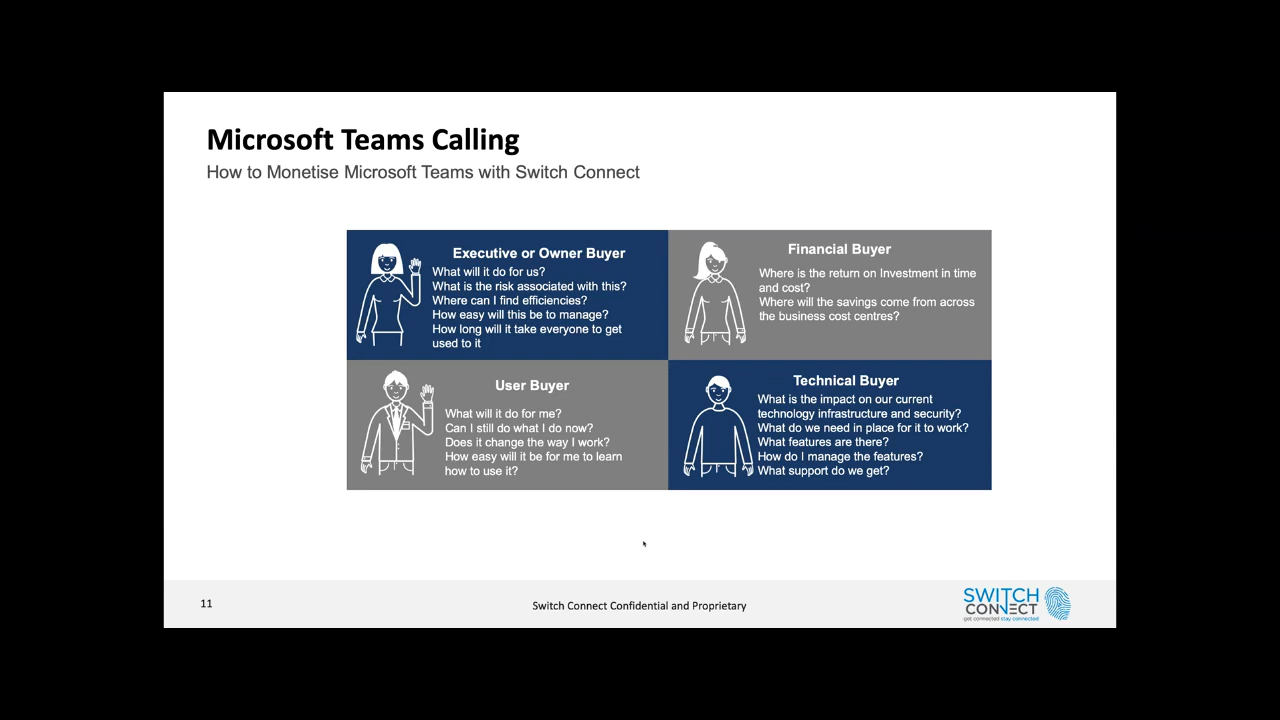 Microsoft Teams Calling
How to Monetise Microsoft Teams with Switch Connect
Executive or Owner Buyer
What will it do for us?
What is the risk associated with this?
Where can I find efficiencies?
How easy will this be to manage?
How long will it take everyone to get
used to it
Financial Buyer
Where is the return on Investment in time
and cost?
Where will the savings come from across
the business cost centres?
User Buyer
What will it do for me?
Can I still do what I do now?
Does it change the way I work?
How easy will it be for me to learn
how to use it?
Technical Buyer
What is the impact on our current
technology infrastructure and security?
What do we need in place for it to work?
What features are there?
How do I manage the features?
What support do we get?
11
Switch Connect Confidential and Proprietary
SWITCH
CONNECT
get connected stay connected